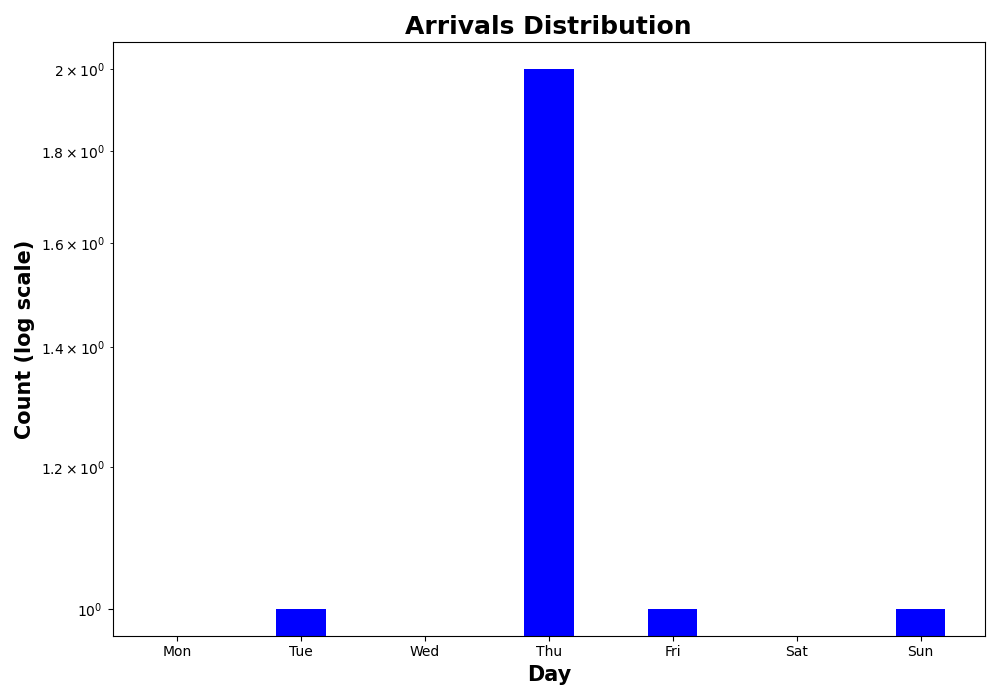 Arrivals Distribution
Count (log scale)
2 × 10⁰
1.8 × 10⁰
1.6 × 10⁰
1.4 × 10⁰
1.2 × 10⁰
10⁰
Mon Tue Wed Thu Fri Sat Sun
Day